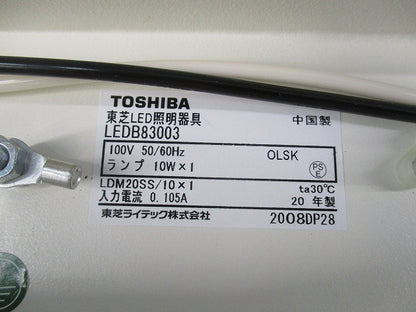 TOSHIBA 中国製
東芝LED照明器具
LEDB83003
100V 50/60Hz OLSK
ランプ 10W×1 PS E
LDM20SS/10×1 ta30℃
入力電流 0.105A 20 年製
東芝ライテック株式会社 2008DP28